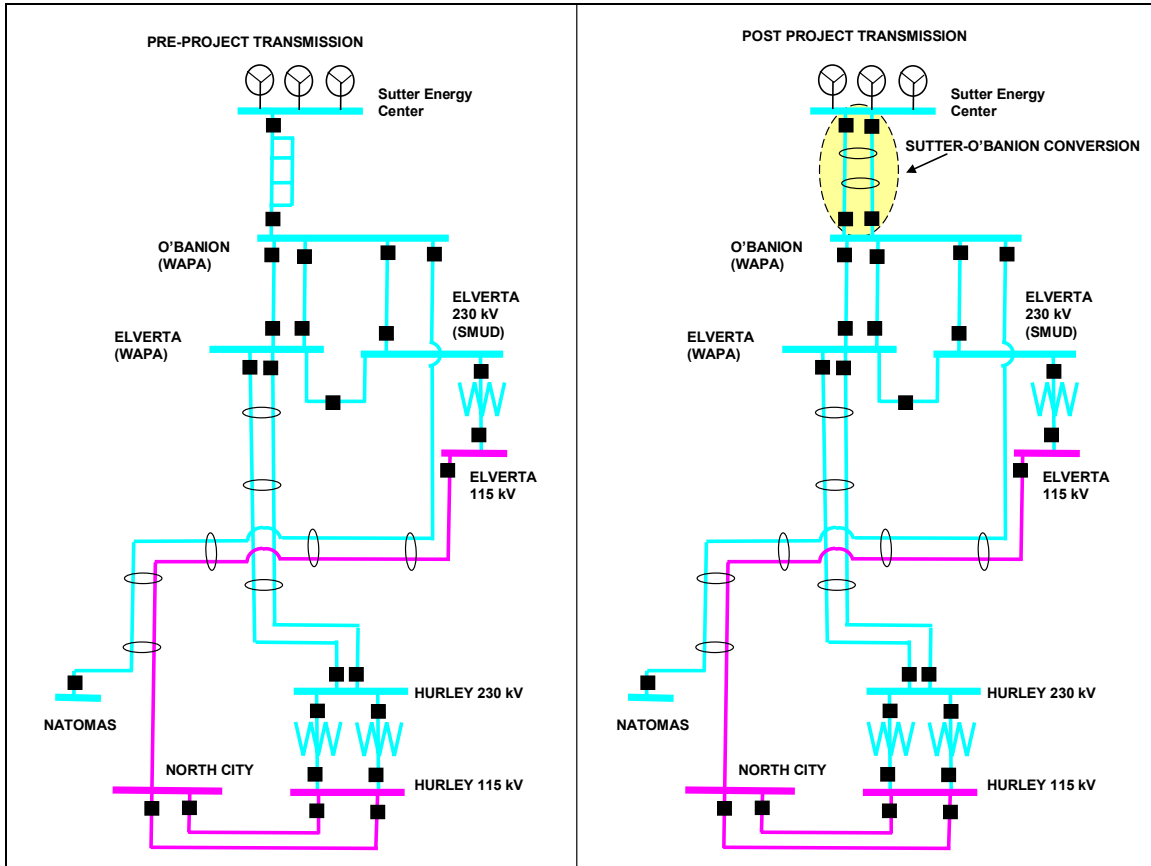 PRE-PROJECT TRANSMISSION
Sutter Energy
Center
O'BANION
(WAPA)
ELVERTA
230 kV
(SMUD)
ELVERTA
(WAPA)
ELVERTA
115 kV
NATOMAS
HURLEY 230 kV
NORTH CITY
HURLEY 115 kV
POST PROJECT TRANSMISSION
Sutter Energy
Center
SUTTER-O'BANION CONVERSION
O'BANION
(WAPA)
ELVERTA
230 kV
(SMUD)
ELVERTA
(WAPA)
ELVERTA
115 kV
NATOMAS
HURLEY 230 kV
NORTH CITY
HURLEY 115 kV